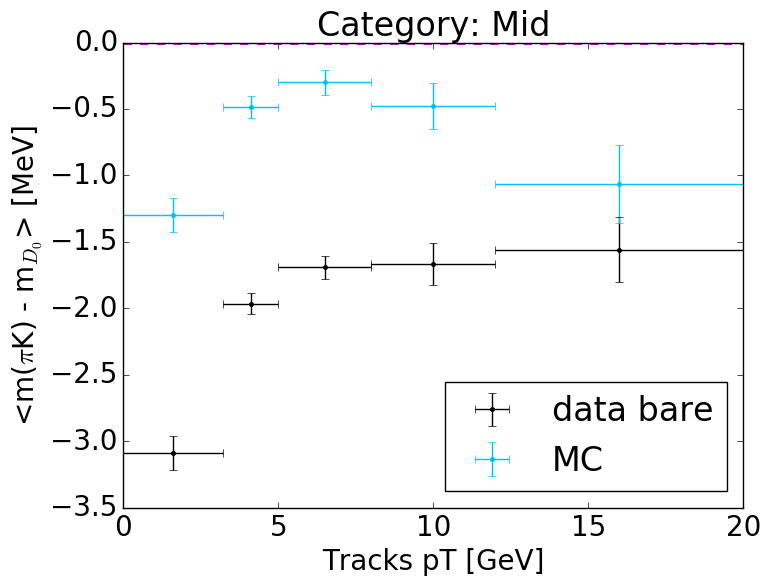 Category: Mid
<m(πK) - m_{D_0}> [MeV]
0.0
−0.5
−1.0
−1.5
−2.0
−2.5
−3.0
−3.5
data bare
MC
0 5 10 15 20
Tracks pT [GeV]